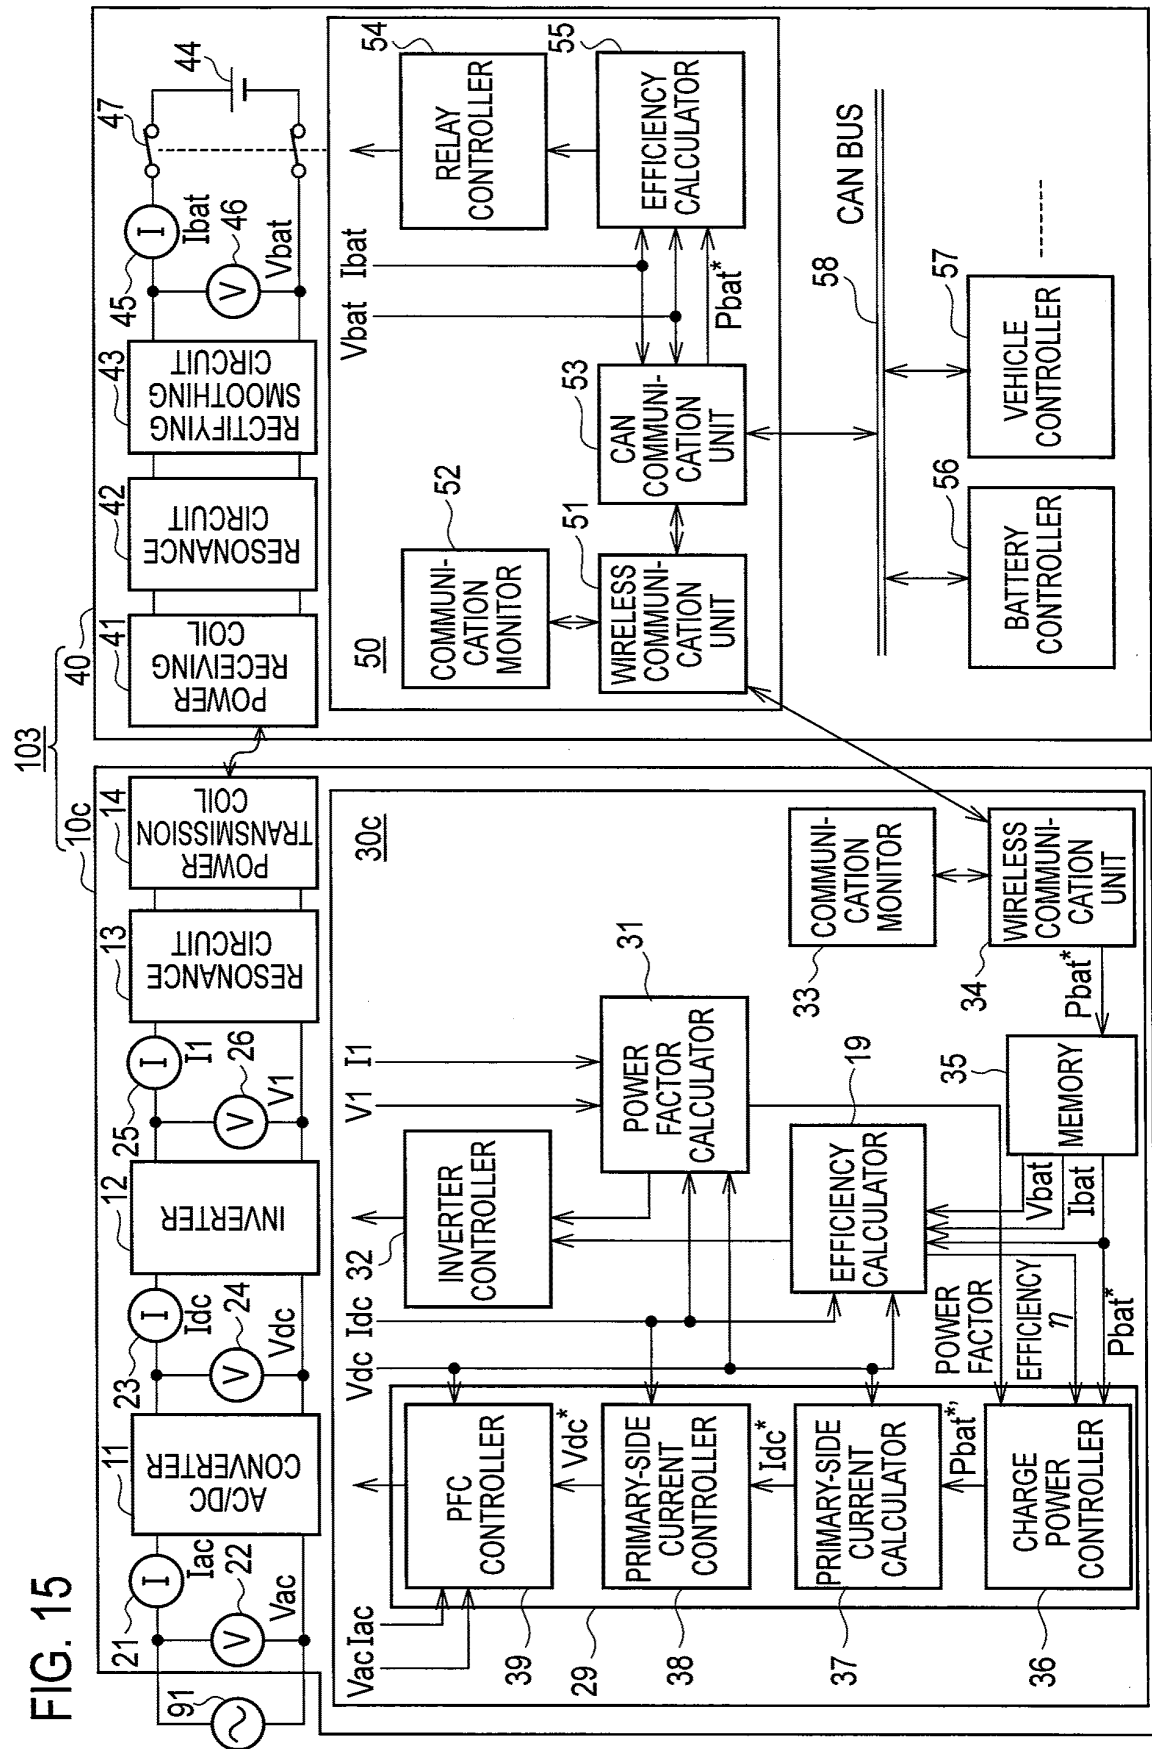 FIG. 15
103
10c
40
91
21
I
Iac
V
22
Vac
11
AC/DC
CONVERTER
23
I
Idc
V
24
Vdc
12
INVERTER
25
I
I1
V
26
V1
13
RESONANCE
CIRCUIT
14
POWER
TRANSMISSION
COIL
41
POWER
RECEIVING
COIL
42
RESONANCE
CIRCUIT
43
RECTIFYING
SMOOTHING
CIRCUIT
45
I
Ibat
V
46
Vbat
47
44
30c
Vac
Iac
Vdc
Idc
V1
I1
39
PFC
CONTROLLER
Vdc*
29
38
PRIMARY-SIDE
CURRENT
CONTROLLER
Idc*
37
PRIMARY-SIDE
CURRENT
CALCULATOR
Pbat*'
36
CHARGE
POWER
CONTROLLER
32
INVERTER
CONTROLLER
31
POWER
FACTOR
CALCULATOR
19
EFFICIENCY
CALCULATOR
POWER
FACTOR
EFFICIENCY
η
Pbat*
Vbat
Ibat
35
MEMORY
Pbat*
33
COMMUNI-
CATION
MONITOR
34
WIRELESS
COMMUNI-
CATION
UNIT
50
52
COMMUNI-
CATION
MONITOR
51
WIRELESS
COMMUNI-
CATION
UNIT
53
CAN
COMMUNI-
CATION
UNIT
Vbat
Ibat
Pbat*
54
RELAY
CONTROLLER
55
EFFICIENCY
CALCULATOR
58
CAN BUS
56
BATTERY
CONTROLLER
57
VEHICLE
CONTROLLER